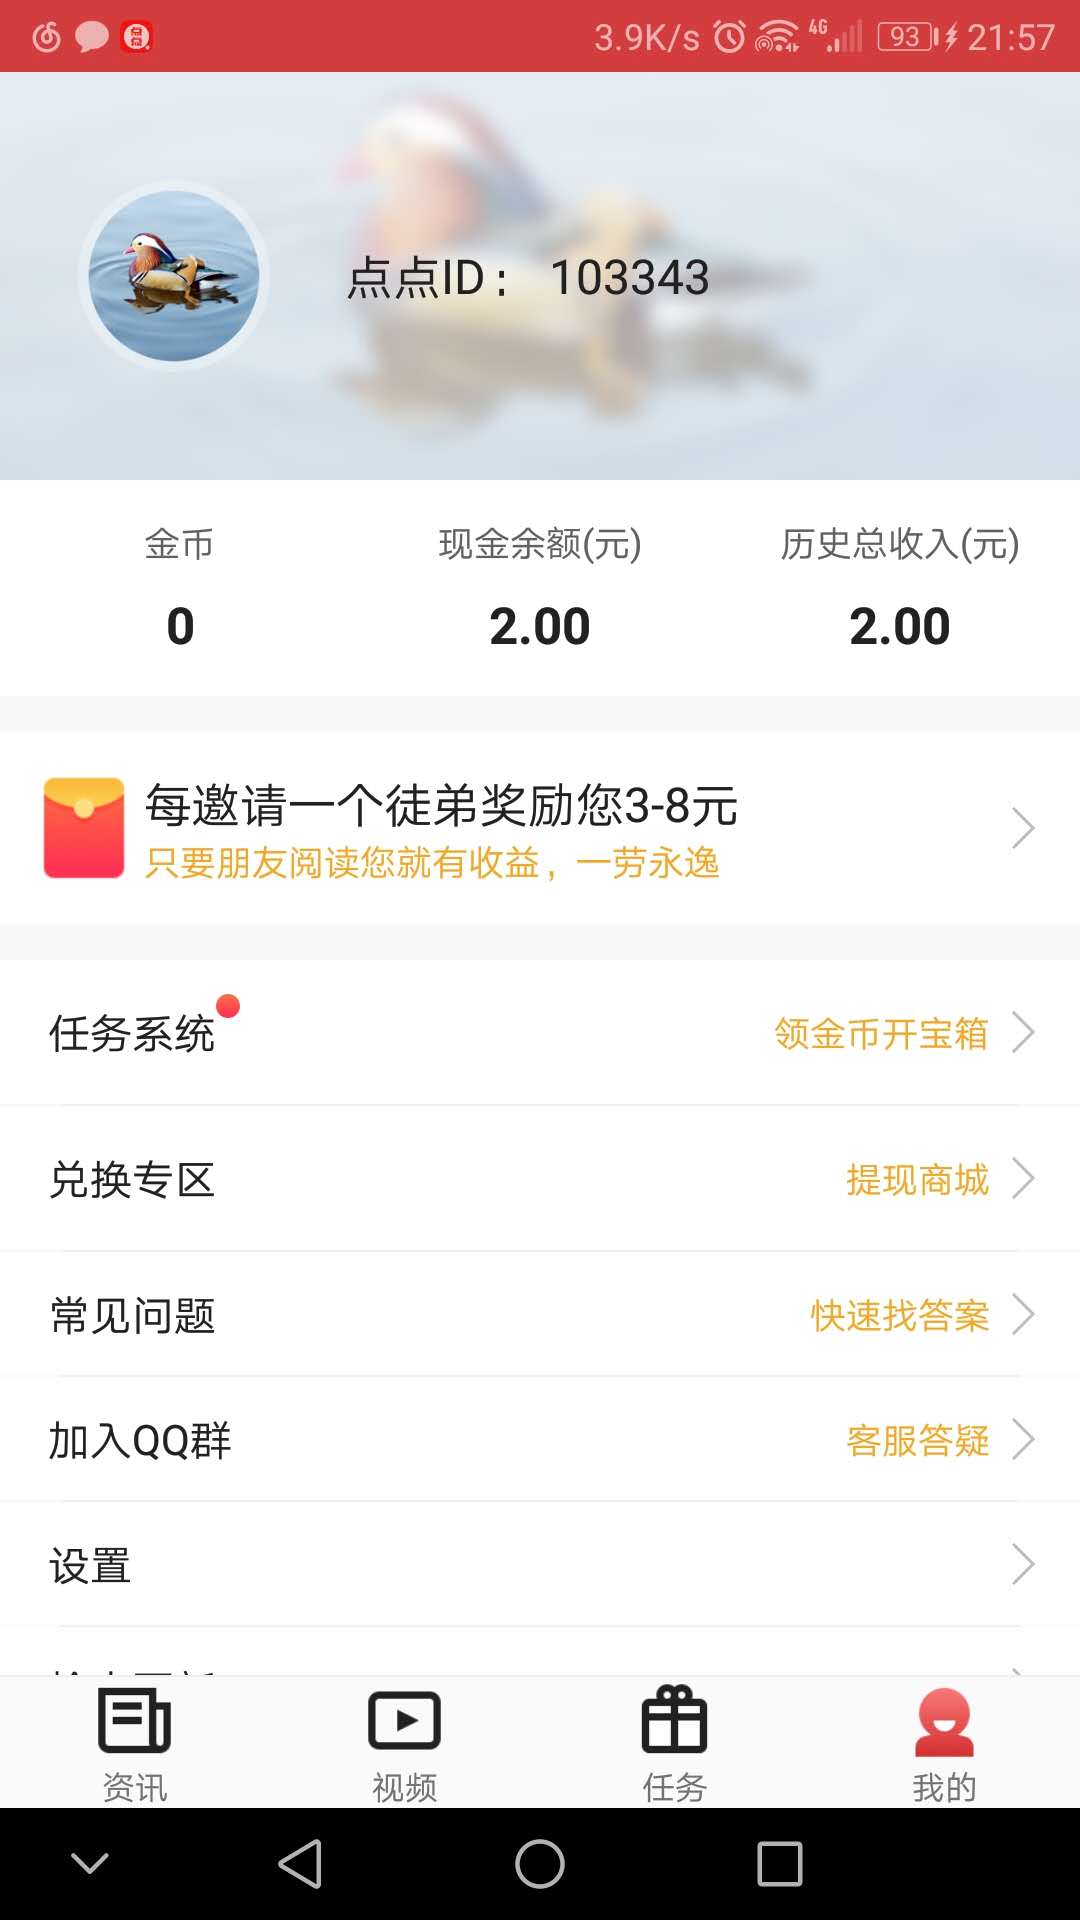 3.9K/s 4G 93 21:57
点点ID： 103343
金币 现金余额(元) 历史总收入(元)
0 2.00 2.00
每邀请一个徒弟奖励您3-8元
只要朋友阅读您就有收益，一劳永逸
任务系统 领金币开宝箱
兑换专区 提现商城
常见问题 快速找答案
加入QQ群 客服答疑
设置
资讯 视频 任务 我的